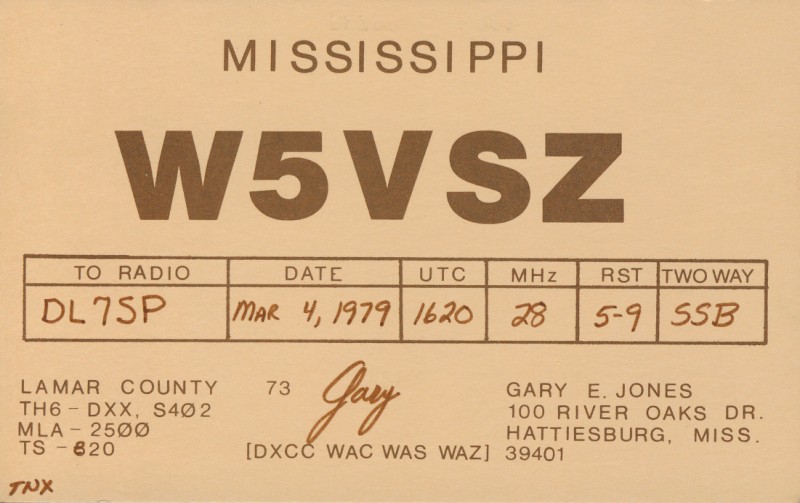 MISSISSIPPI
W5VSZ
TO RADIO DATE UTC MHz RST TWO WAY
DL7SP MAR 4, 1979 1620 28 5-9 SSB
LAMAR COUNTY 73 Gary GARY E. JONES
TH6-DXX, S4Ø2 100 RIVER OAKS DR.
MLA-25ØØ HATTIESBURG, MISS.
TS-820 [DXCC WAC WAS WAZ] 39401
TNX